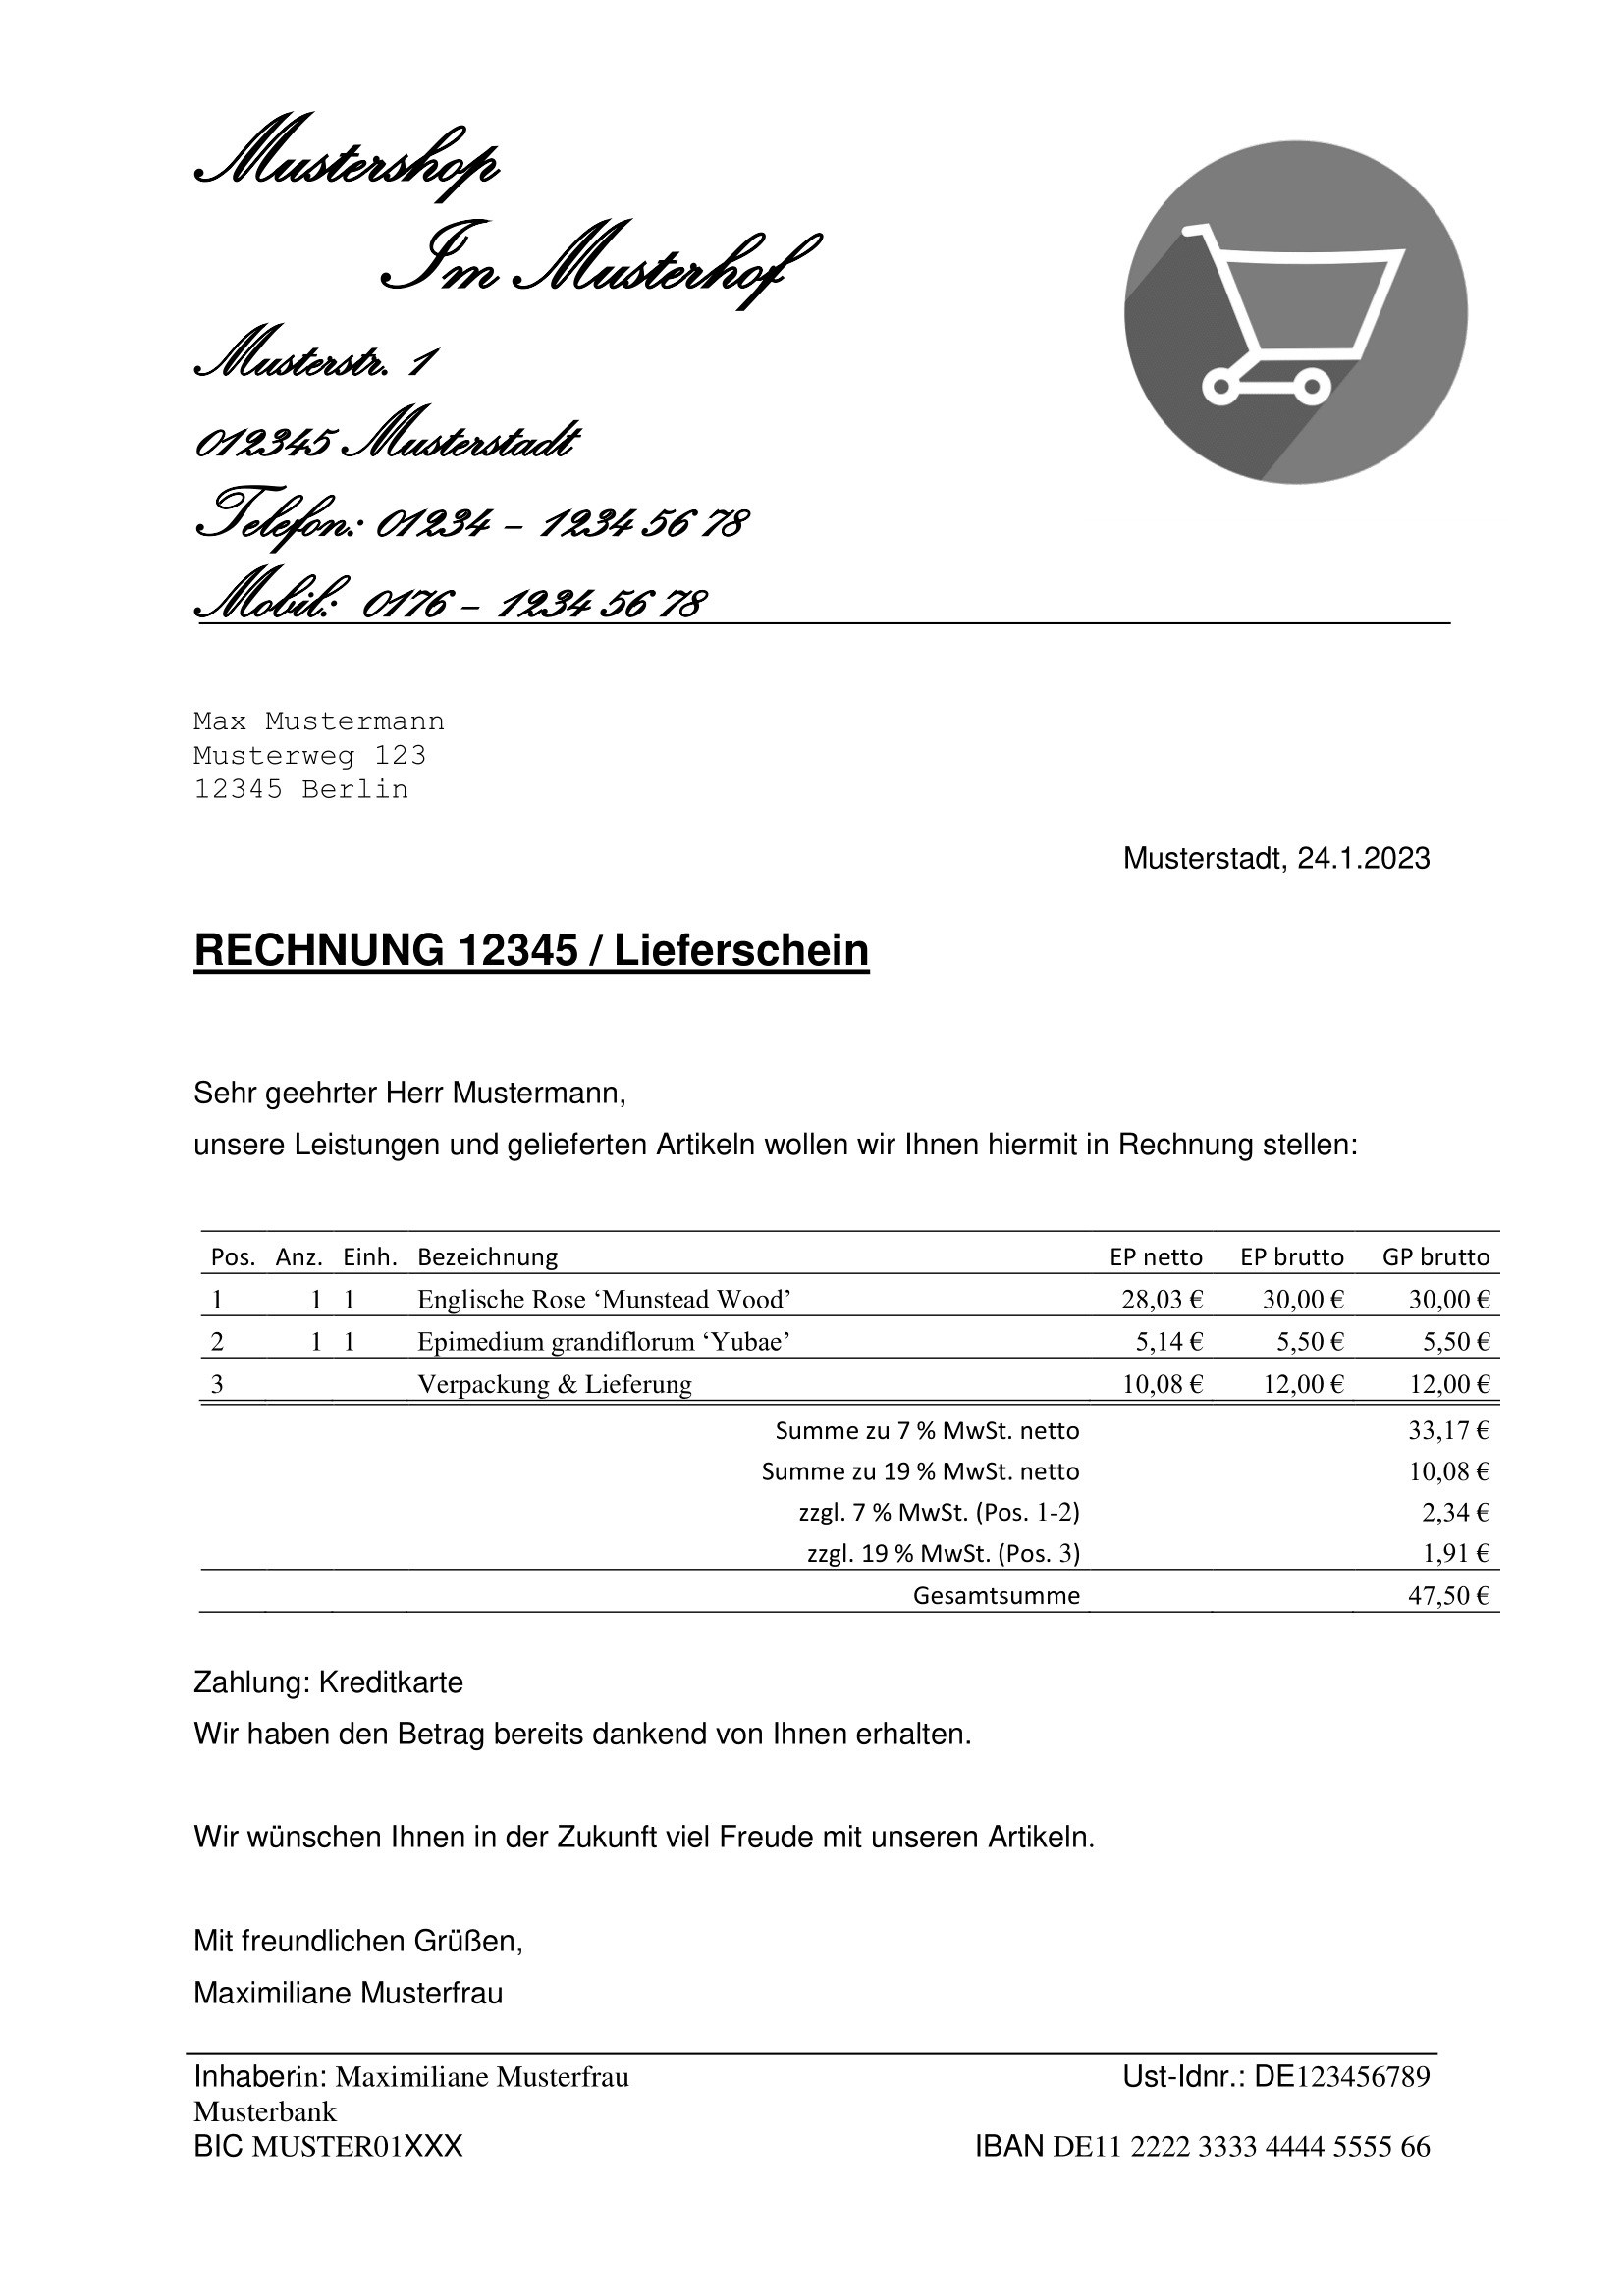 Mustershop
Im Musterhof
Musterstr. 1
012345 Musterstadt
Telefon: 01234 – 1234 56 78
Mobil: 0176 – 1234 56 78
Max Mustermann
Musterweg 123
12345 Berlin
Musterstadt, 24.1.2023
RECHNUNG 12345 / Lieferschein
Sehr geehrter Herr Mustermann,
unsere Leistungen und gelieferten Artikeln wollen wir Ihnen hiermit in Rechnung stellen:
Pos. Anz. Einh. Bezeichnung EP netto EP brutto GP brutto
1 1 1 Englische Rose ‘Munstead Wood’ 28,03 € 30,00 € 30,00 €
2 1 1 Epimedium grandiflorum ‘Yubae’ 5,14 € 5,50 € 5,50 €
3 Verpackung & Lieferung 10,08 € 12,00 € 12,00 €
Summe zu 7 % MwSt. netto 33,17 €
Summe zu 19 % MwSt. netto 10,08 €
zzgl. 7 % MwSt. (Pos. 1-2) 2,34 €
zzgl. 19 % MwSt. (Pos. 3) 1,91 €
Gesamtsumme 47,50 €
Zahlung: Kreditkarte
Wir haben den Betrag bereits dankend von Ihnen erhalten.
Wir wünschen Ihnen in der Zukunft viel Freude mit unseren Artikeln.
Mit freundlichen Grüßen,
Maximiliane Musterfrau
Inhaberin: Maximiliane Musterfrau Ust-Idnr.: DE123456789
Musterbank
BIC MUSTER01XXX IBAN DE11 2222 3333 4444 5555 66